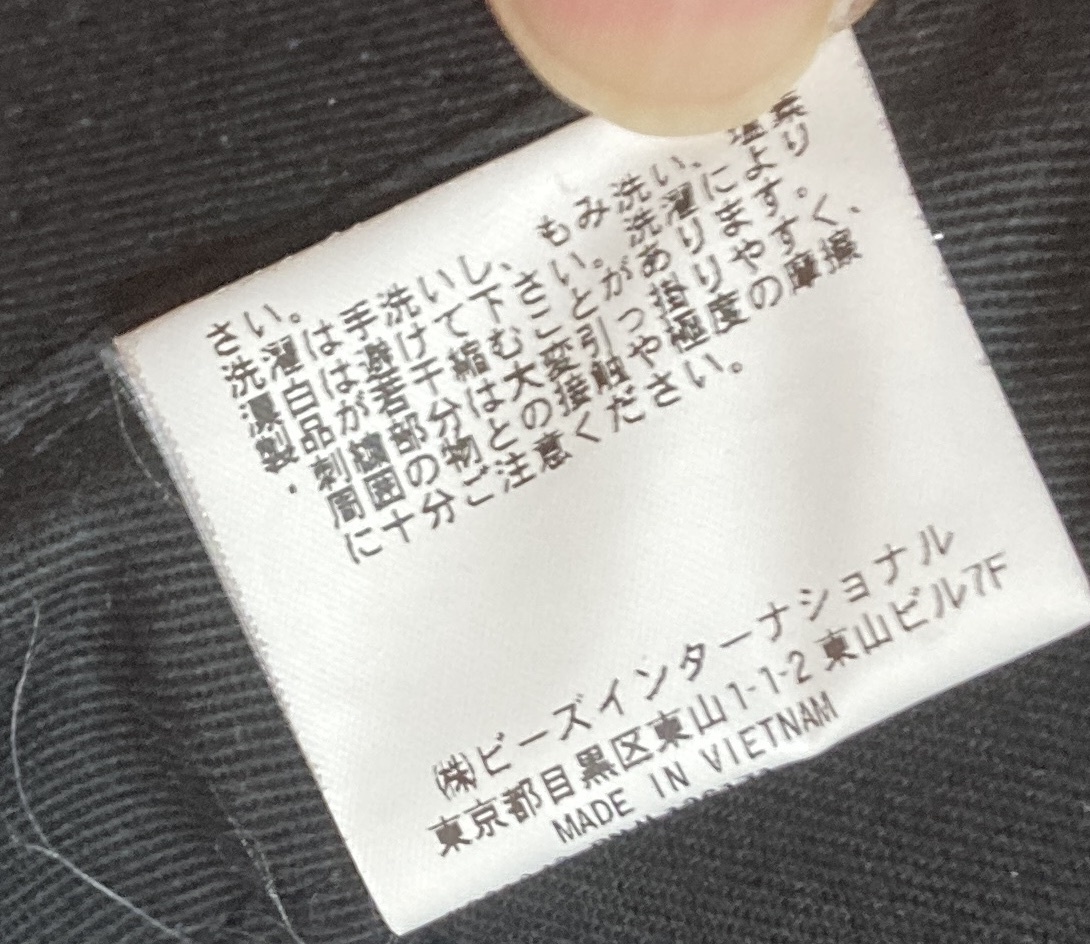 さい。
洗濯は手洗いし、もみ洗い、塩素
漂白は避けて下さい。洗濯により
製品が若干縮むことがあります。
・刺繍部分は大変引っ掛りやすく、
周囲の物との接触や極度の摩擦
に十分ご注意ください。
㈱ビーズインターナショナル
東京都目黒区東山1-1-2 東山ビル7F
MADE IN VIETNAM